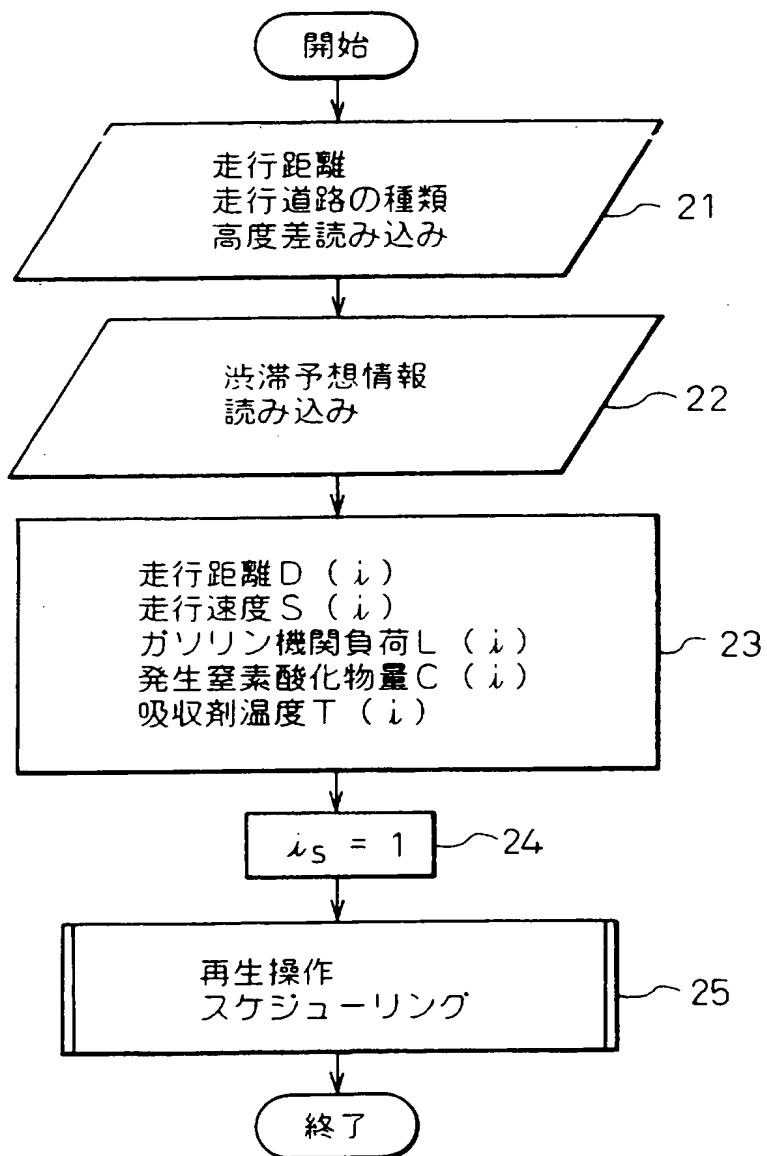 開始
走行距離
走行道路の種類
高度差読み込み
21
渋滞予想情報
読み込み
22
走行距離D(i)
走行速度S(i)
ガソリン機関負荷L(i)
発生窒素酸化物量C(i)
吸収剤温度T(i)
23
iS = 1
24
再生操作
スケジューリング
25
終了